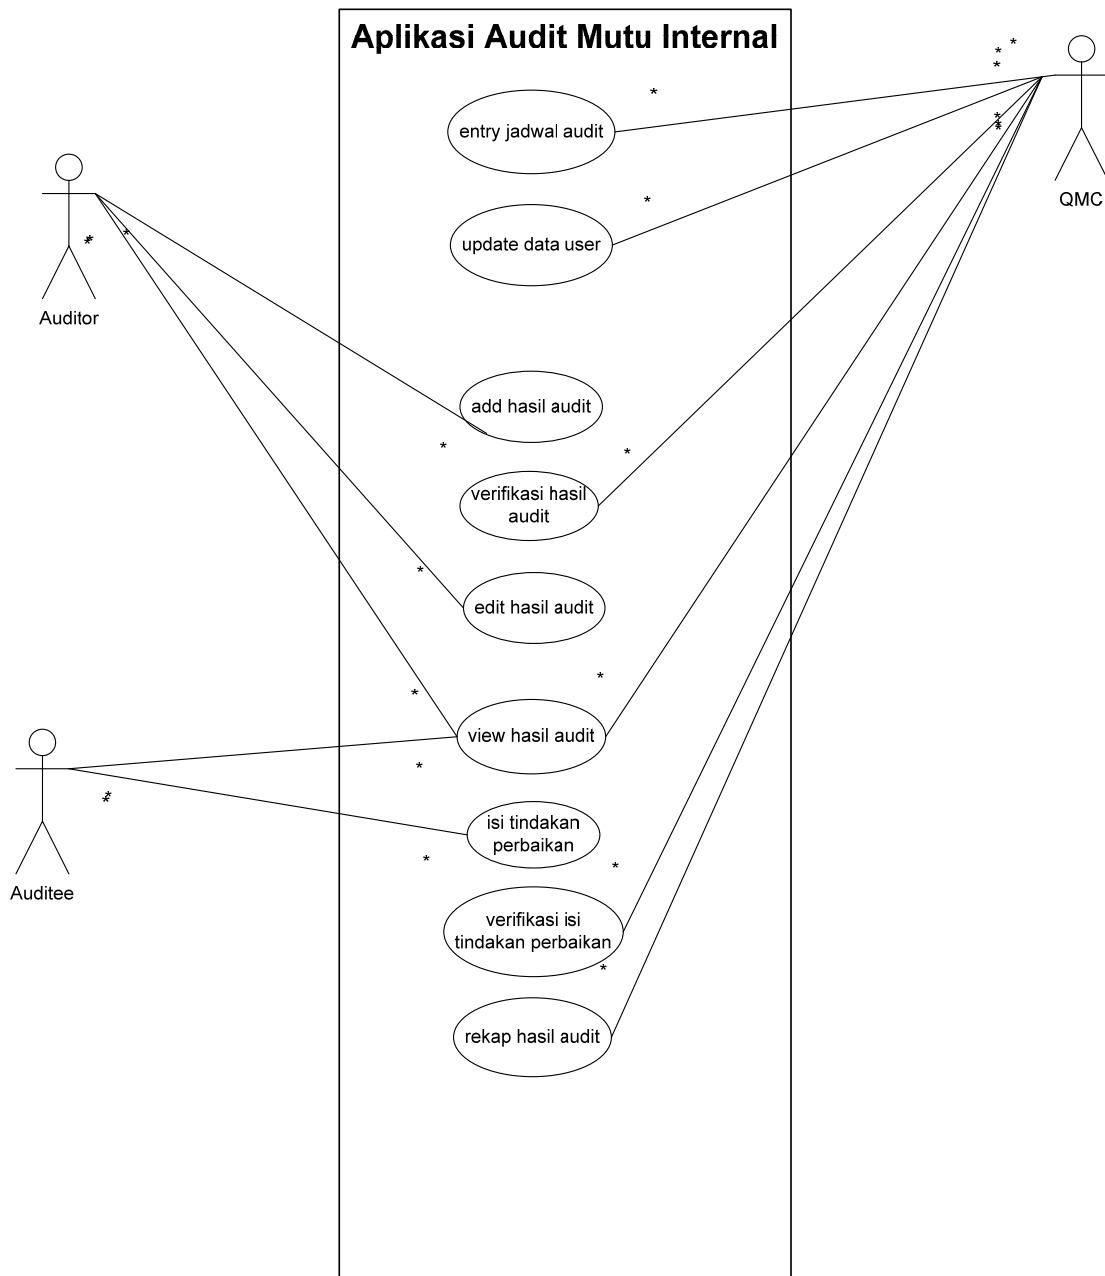 Aplikasi Audit Mutu Internal
*
*
*
*
entry jadwal audit
*
*
*
QMC
*
update data user
*
*
*
Auditor
add hasil audit
*
*
verifikasi hasil
audit
*
edit hasil audit
*
*
view hasil audit
*
*
*
isi tindakan
perbaikan
*
*
Auditee
verifikasi isi
tindakan perbaikan
*
rekap hasil audit